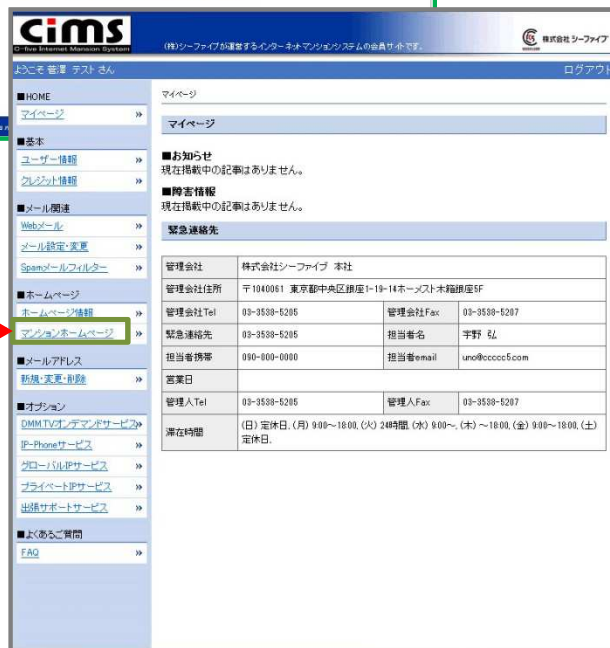 cims
C-five Internet Mansion System
(株)シーファイブが運営するインターネットマンションシステムの会員サイトです。
株式会社 シーファイブ
ようこそ 菅澤 テスト さん
ログアウト
■HOME
マイページ »
■基本
ユーザー情報 »
クレジット情報 »
■メール関連
Webメール »
メール設定・変更 »
Spamメールフィルター »
■ホームページ
ホームページ情報 »
マンションホームページ »
■メールアドレス
新規・変更・削除 »
■オプション
DMM.TVオンデマンドサービス»
IP-Phoneサービス »
グローバルIPサービス »
プライベートIPサービス »
出張サポートサービス »
■よくあるご質問
FAQ »
マイページ
マイページ
■お知らせ
現在掲載中の記事はありません。
■障害情報
現在掲載中の記事はありません。
緊急連絡先
管理会社 株式会社シーファイブ 本社
管理会社住所 〒1040061 東京都中央区銀座1-19-14ホーメスト木箱銀座5F
管理会社Tel 03-3538-5205 管理会社Fax 03-3538-5207
緊急連絡先 03-3538-5205 担当者名 宇野 弘
担当者携帯 090-000-0000 担当者email uno@ccccc5.com
営業日
管理人Tel 03-3538-5205 管理人Fax 03-3538-5207
滞在時間 (日) 定休日, (月) 9:00～18:00, (火) 24時間, (水) 9:00～, (木) ～18:00, (金) 9:00～18:00, (土)
定休日,